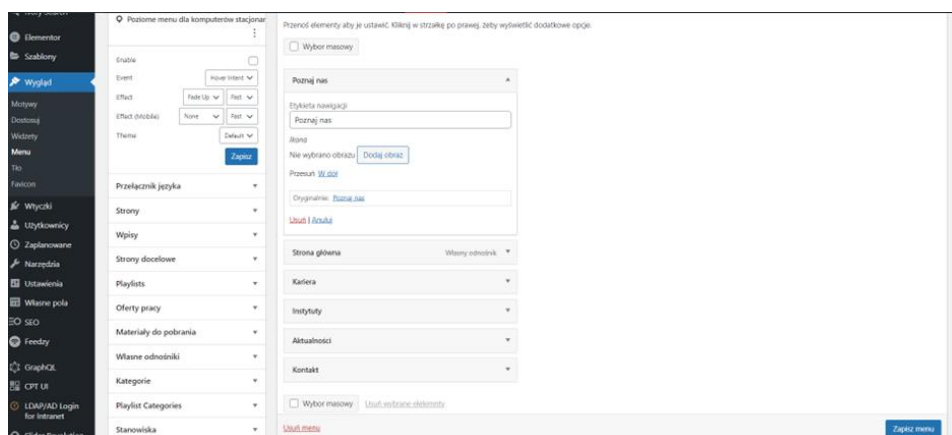 Ivory Search
Elementor
Szablony
Wygląd
Motywy
Dostosuj
Widżety
Menu
Tło
Favicon
Wtyczki
Użytkownicy
Zaplanowane
Narzędzia
Ustawienia
Własne pola
SEO
Feedzy
GraphQL
CPT UI
LDAP/AD Login
for Intranet
Slider Revolution
Poziome menu dla komputerów stacjonar
Enable
Event Hover Intent
Effect Fade Up Fast
Effect (Mobile) None Fast
Theme Default
Zapisz
Przełącznik języka
Strony
Wpisy
Strony docelowe
Playlists
Oferty pracy
Materiały do pobrania
Własne odnośniki
Kategorie
Playlist Categories
Stanowiska
Przenoś elementy aby je ustawić. Kliknij w strzałkę po prawej, żeby wyświetlić dodatkowe opcje.
Wybór masowy
Poznaj nas
Etykieta nawigacji
Poznaj nas
Ikona
Nie wybrano obrazu Dodaj obraz
Przesuń W dół
Oryginalnie: Poznaj nas
Usuń | Anuluj
Strona główna Własny odnośnik
Kariera
Instytuty
Aktualności
Kontakt
Wybór masowy Usuń wybrane elementy
Usuń menu Zapisz menu